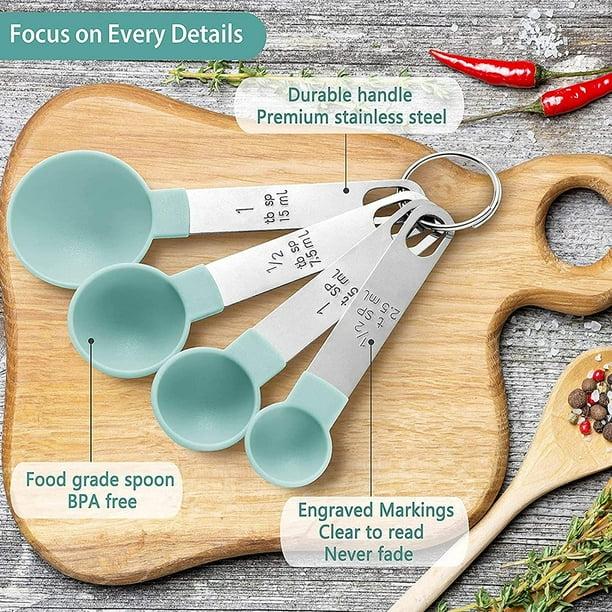 Focus on Every Details
Durable handle
Premium stainless steel
1
tb sp
15 mL
1/2
tb sp
7.5mL
1
ct SP
5 mL
1/2
ct SP
2.5 mL
Food grade spoon
BPA free
Engraved Markings
Clear to read
Never fade